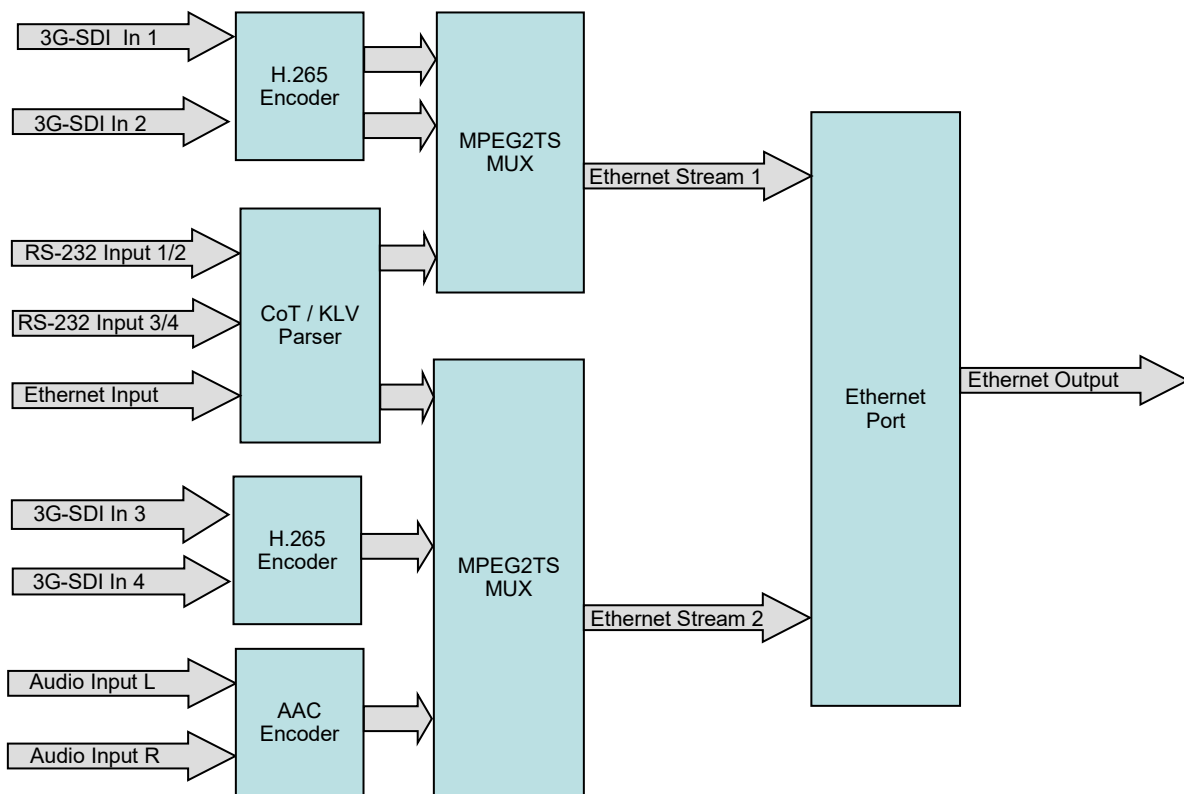 3G-SDI In 1
3G-SDI In 2
H.265
Encoder
MPEG2TS
MUX
Ethernet Stream 1
RS-232 Input 1/2
RS-232 Input 3/4
Ethernet Input
CoT / KLV
Parser
Ethernet
Port
Ethernet Output
3G-SDI In 3
3G-SDI In 4
H.265
Encoder
MPEG2TS
MUX
Ethernet Stream 2
Audio Input L
Audio Input R
AAC
Encoder